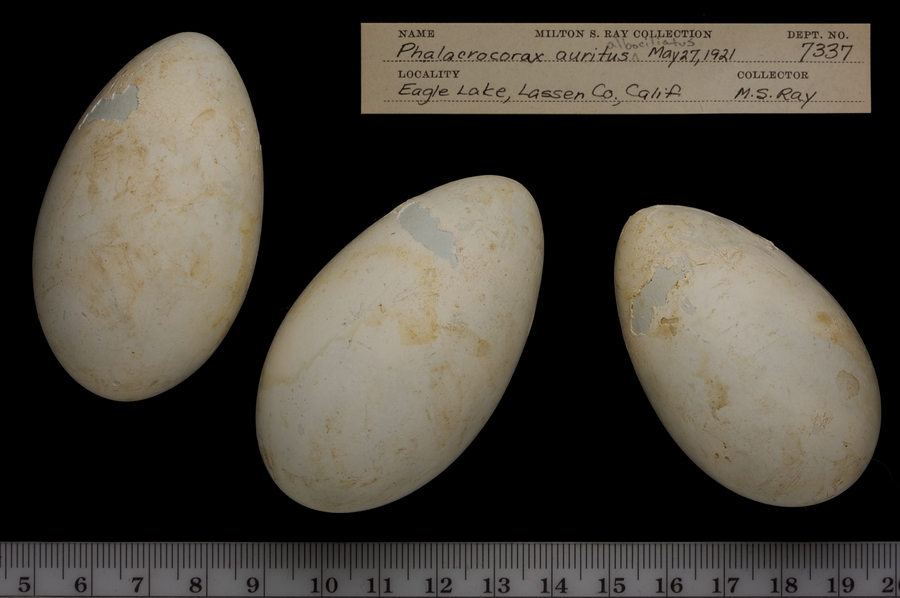 NAME MILTON S. RAY COLLECTION DEPT. NO.
albociliatus
Phalacrocorax auritus ^ May 27, 1921 7337
LOCALITY COLLECTOR
Eagle Lake, Lassen Co., Calif. M.S. Ray
5 6 7 8 9 10 11 12 13 14 15 16 17 18 19 2